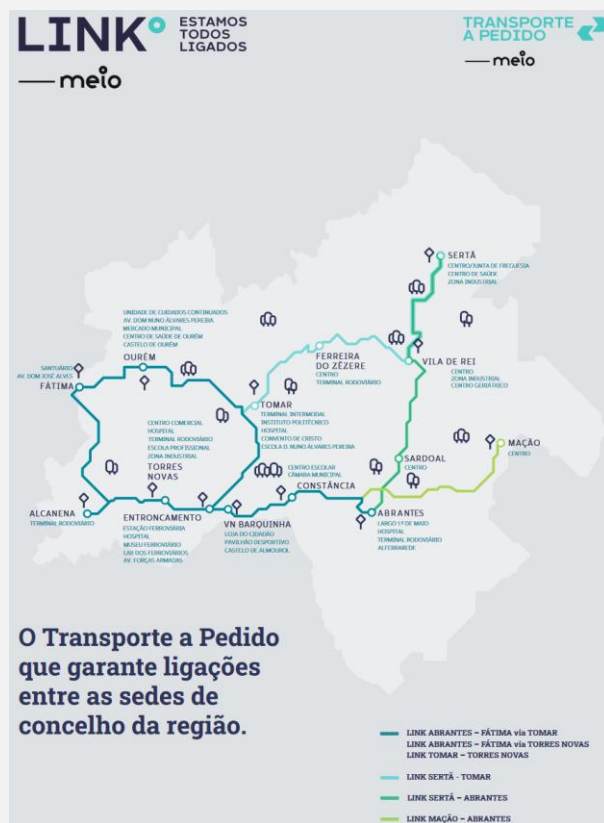 LINK
ESTAMOS
TODOS
LIGADOS
meio
TRANSPORTE
A PEDIDO
meio
SERTÃ
CENTRO/JUNTA DE FREGUESIA
CENTRO DE SAÚDE
ZONA INDUSTRIAL
UNIDADE DE CUIDADOS CONTINUADOS
AV. DOM NUNO ÁLVARES PEREIRA
MERCADO MUNICIPAL
CENTRO DE SAÚDE DE OURÉM
CASTELO DE OURÉM
OURÉM
SANTUÁRIO
AV. DOM JOSÉ ALVES
FÁTIMA
FERREIRA
DO ZÊZERE
CENTRO
TERMINAL RODOVIÁRIO
VILA DE REI
CENTRO
ZONA INDUSTRIAL
CENTRO GERIÁTRICO
TOMAR
TERMINAL INTERMODAL
INSTITUTO POLITÉCNICO
HOSPITAL
CONVENTO DE CRISTO
ESCOLA D. NUNO ÁLVARES PEREIRA
CENTRO COMERCIAL
HOSPITAL
TERMINAL RODOVIÁRIO
ESCOLA PROFISSIONAL
ZONA INDUSTRIAL
TORRES
NOVAS
MAÇÃO
CENTRO
SARDOAL
CENTRO
CENTRO ESCOLAR
CÂMARA MUNICIPAL
CONSTÂNCIA
ALCANENA
TERMINAL RODOVIÁRIO
ENTRONCAMENTO
ESTAÇÃO FERROVIÁRIA
HOSPITAL
MUSEU FERROVIÁRIO
LAR DOS FERROVIÁRIOS
AV. FORÇAS ARMADAS
VN BARQUINHA
LOJA DO CIDADÃO
PAVILHÃO DESPORTIVO
CASTELO DE ALMOUROL
ABRANTES
LARGO 1º DE MAIO
HOSPITAL
TERMINAL RODOVIÁRIO
ALFERRAREDE
O Transporte a Pedido
que garante ligações
entre as sedes de
concelho da região.
LINK ABRANTES – FÁTIMA via TOMAR
LINK ABRANTES – FÁTIMA via TORRES NOVAS
LINK TOMAR – TORRES NOVAS
LINK SERTÃ - TOMAR
LINK SERTÃ – ABRANTES
LINK MAÇÃO – ABRANTES